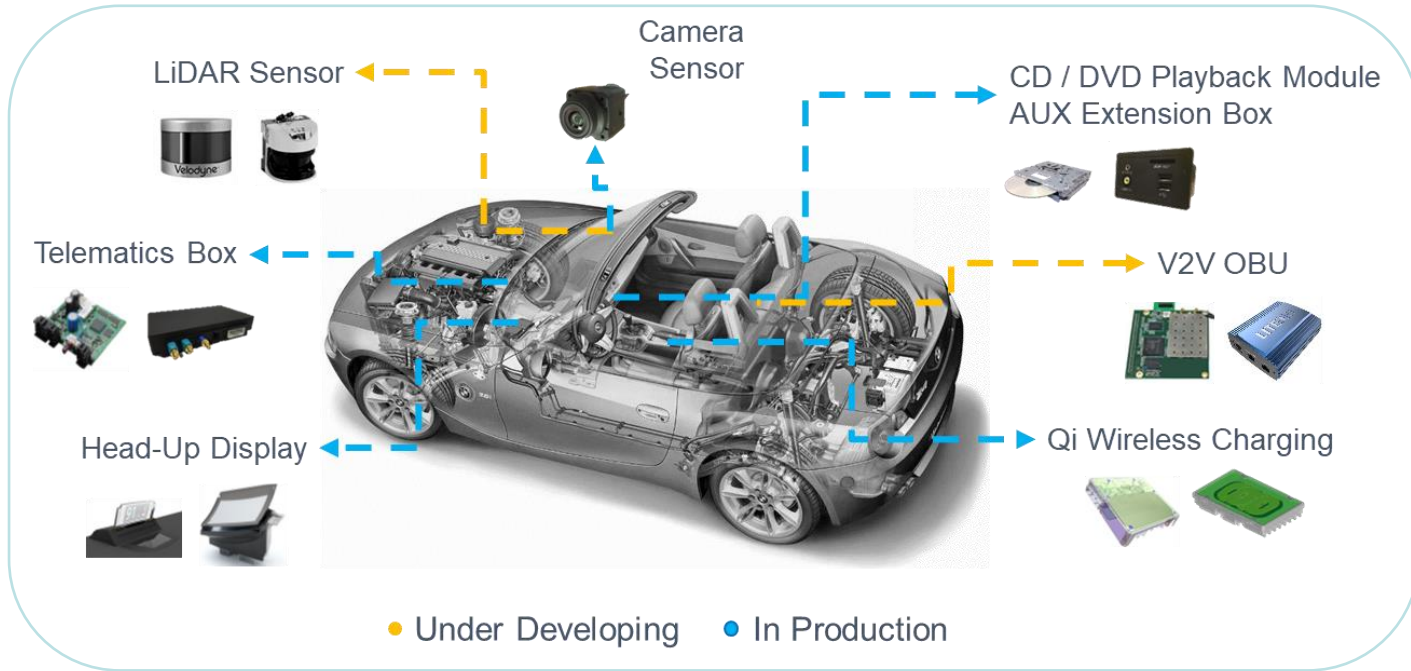 Camera
Sensor
LiDAR Sensor
CD / DVD Playback Module
AUX Extension Box
Velodyne
Telematics Box
V2V OBU
LITEON
Head-Up Display
Qi Wireless Charging
Under Developing
In Production